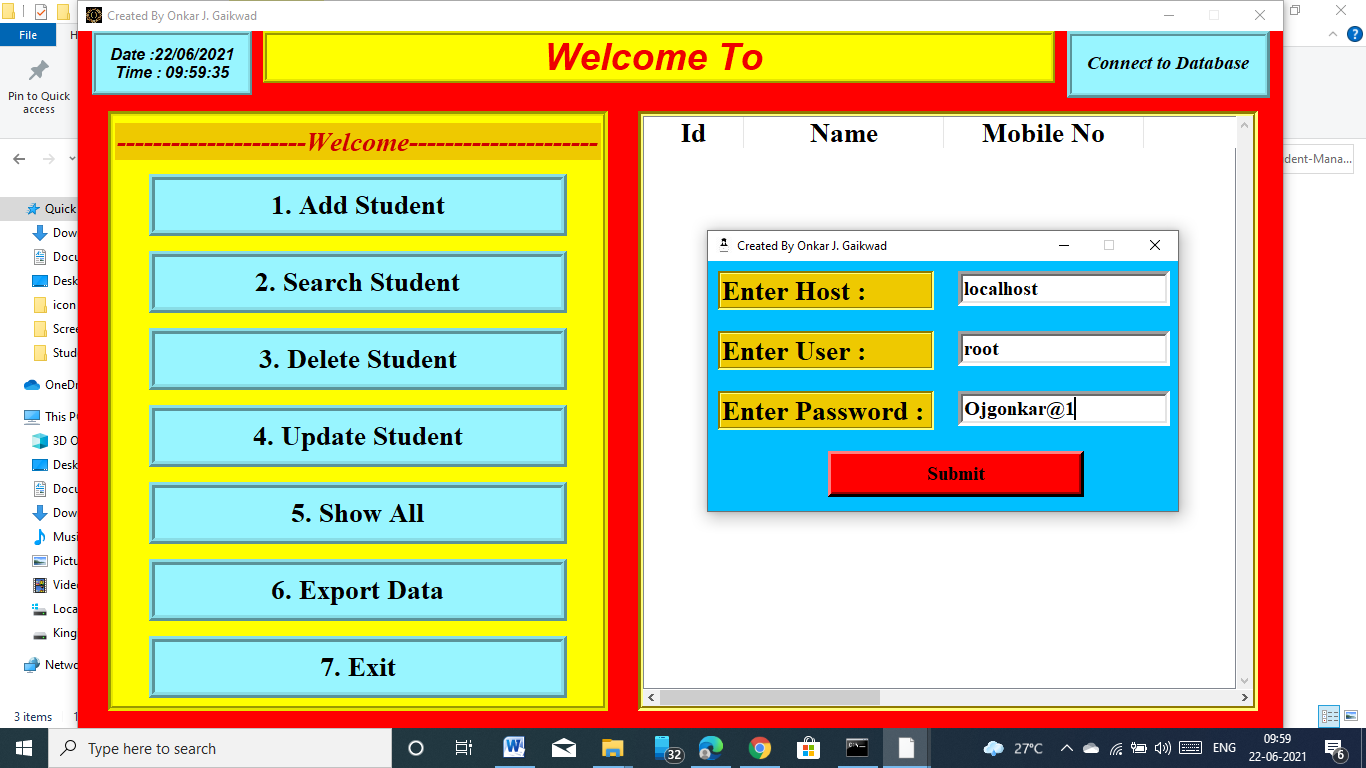 Created By Onkar J. Gaikwad
File
Pin to Quick
access
Date :22/06/2021
Time : 09:59:35
Welcome To
Connect to Database
---------------------Welcome---------------------
1. Add Student
2. Search Student
3. Delete Student
4. Update Student
5. Show All
6. Export Data
7. Exit
Id Name Mobile No
Created By Onkar J. Gaikwad
Enter Host : localhost
Enter User : root
Enter Password : Ojgonkar@1
Submit
dent-Mana...
Quick
Dow
Docu
Desk
icon
Scree
Stud
OneDr
This P
3D O
Desk
Docu
Dow
Musi
Pictu
Video
Loca
King
Netwo
3 items
Type here to search
32
27°C
ENG
09:59
22-06-2021
6